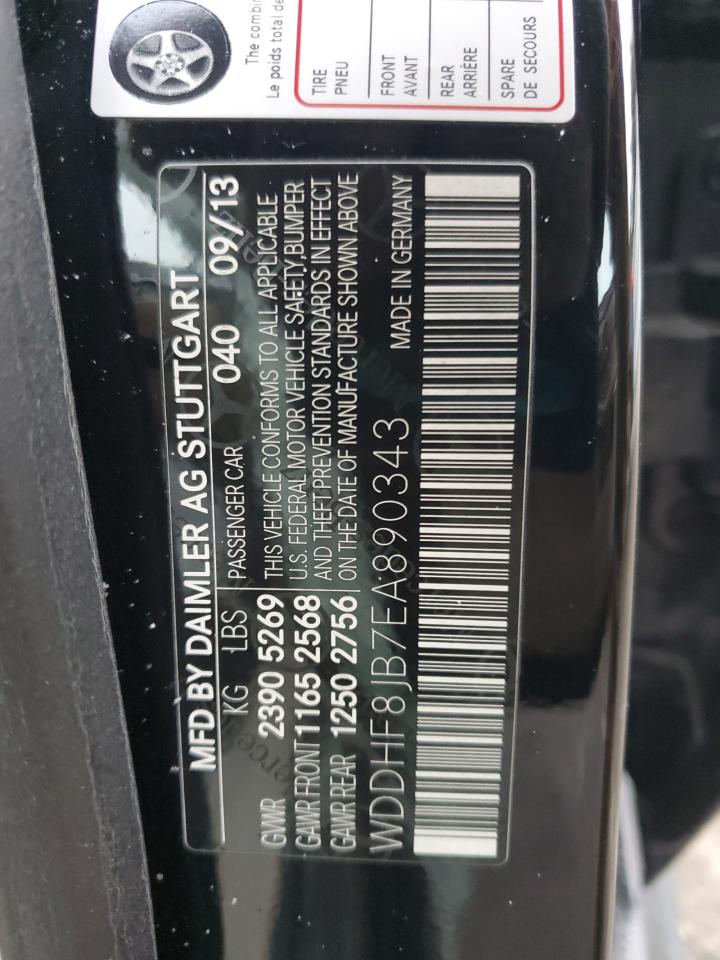 The combin
Le poids total de
TIRE
PNEU
FRONT
AVANT
REAR
ARRIÈRE
SPARE
DE SECOURS
MFD BY DAIMLER AG STUTTGART
KG LBS PASSENGER CAR 040 09/13
GVWR 2390 5269 THIS VEHICLE CONFORMS TO ALL APPLICABLE
GAWR FRONT 1165 2568 U.S. FEDERAL MOTOR VEHICLE SAFETY,BUMPER
GAWR REAR 1250 2756 AND THEFT PREVENTION STANDARDS IN EFFECT
ON THE DATE OF MANUFACTURE SHOWN ABOVE
WDDHF8JB7EA890343 MADE IN GERMANY